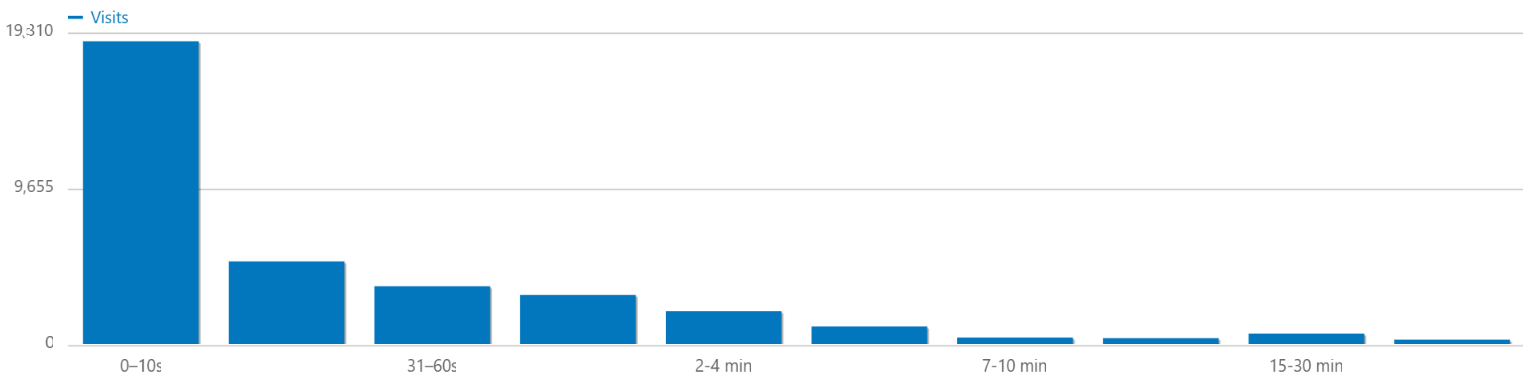 Visits
19,310
9,655
0
0–10s
31–60s
2-4 min
7-10 min
15-30 min